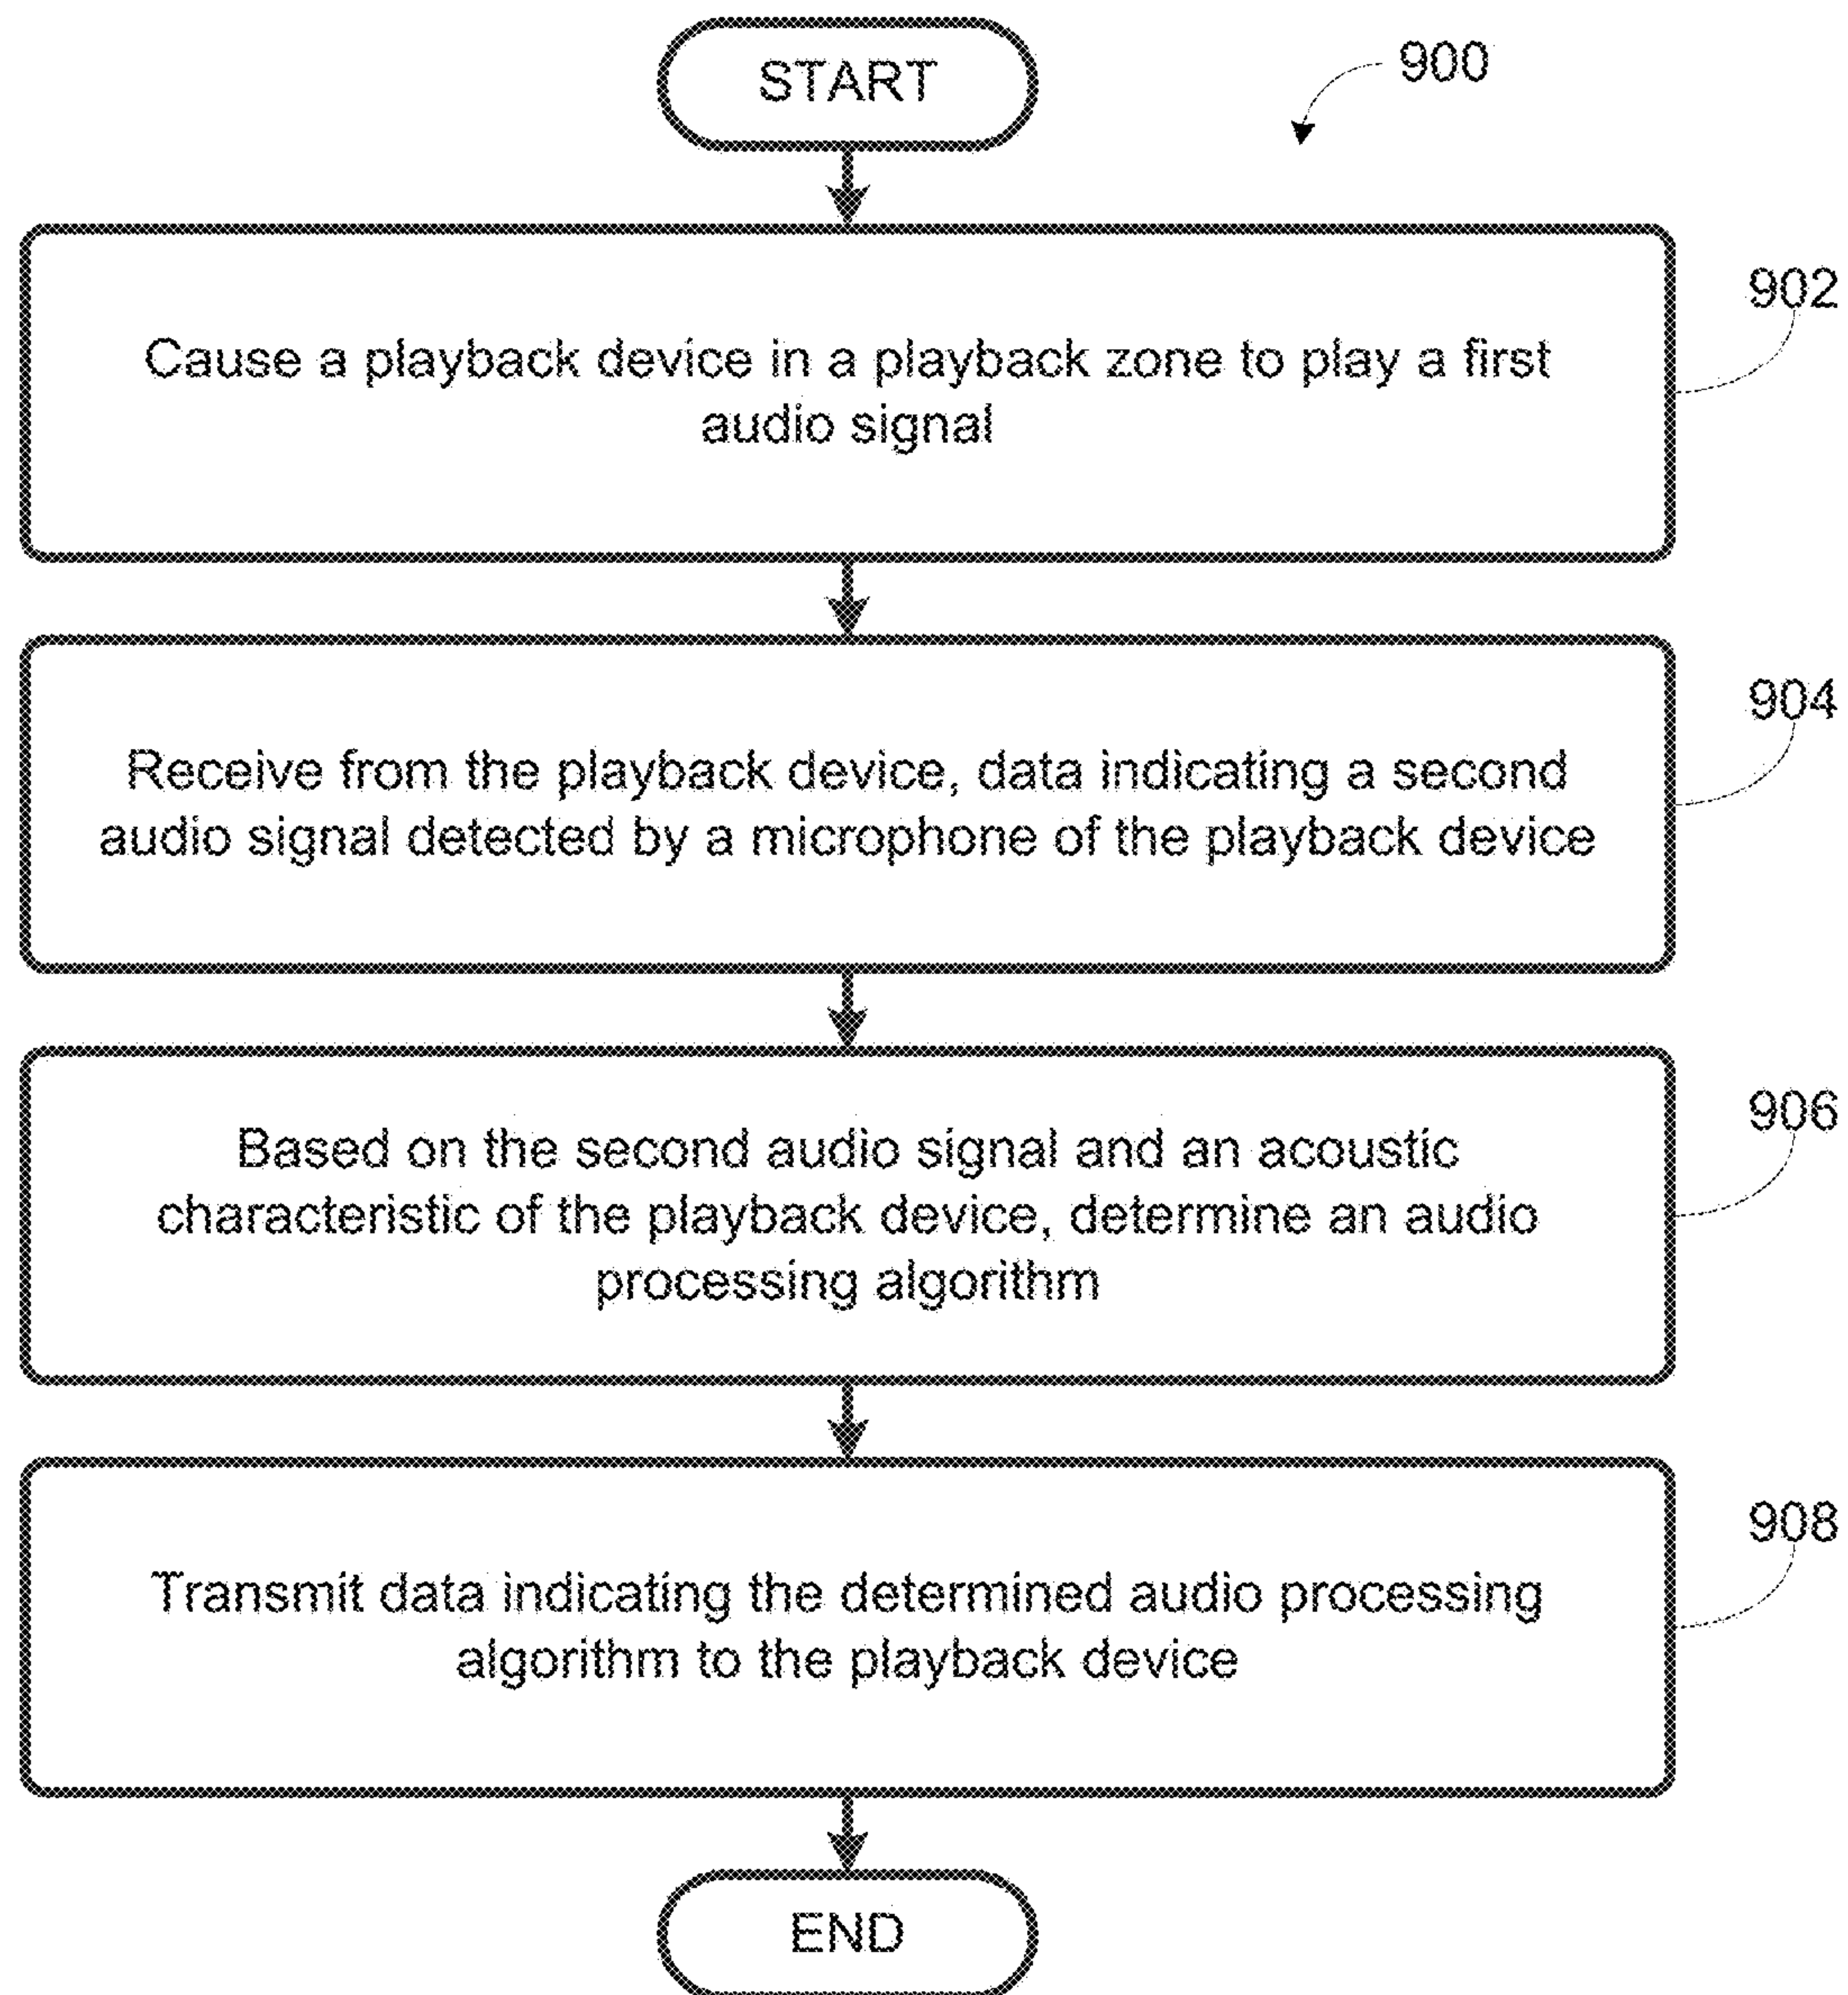 START
900
902
Cause a playback device in a playback zone to play a first
audio signal
904
Receive from the playback device, data indicating a second
audio signal detected by a microphone of the playback device
906
Based on the second audio signal and an acoustic
characteristic of the playback device, determine an audio
processing algorithm
908
Transmit data indicating the determined audio processing
algorithm to the playback device
END